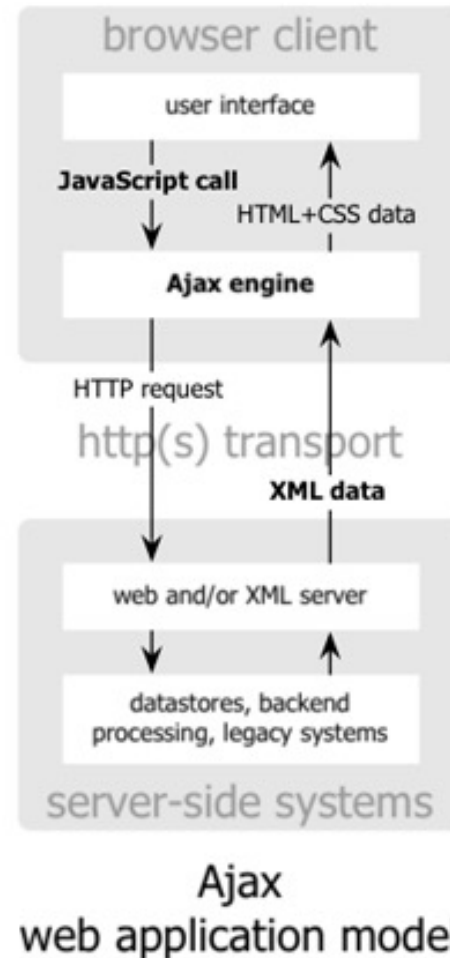 browser client
user interface
JavaScript call
HTML+CSS data
Ajax engine
HTTP request
http(s) transport
XML data
web and/or XML server
datastores, backend
processing, legacy systems
server-side systems
Ajax
web application model